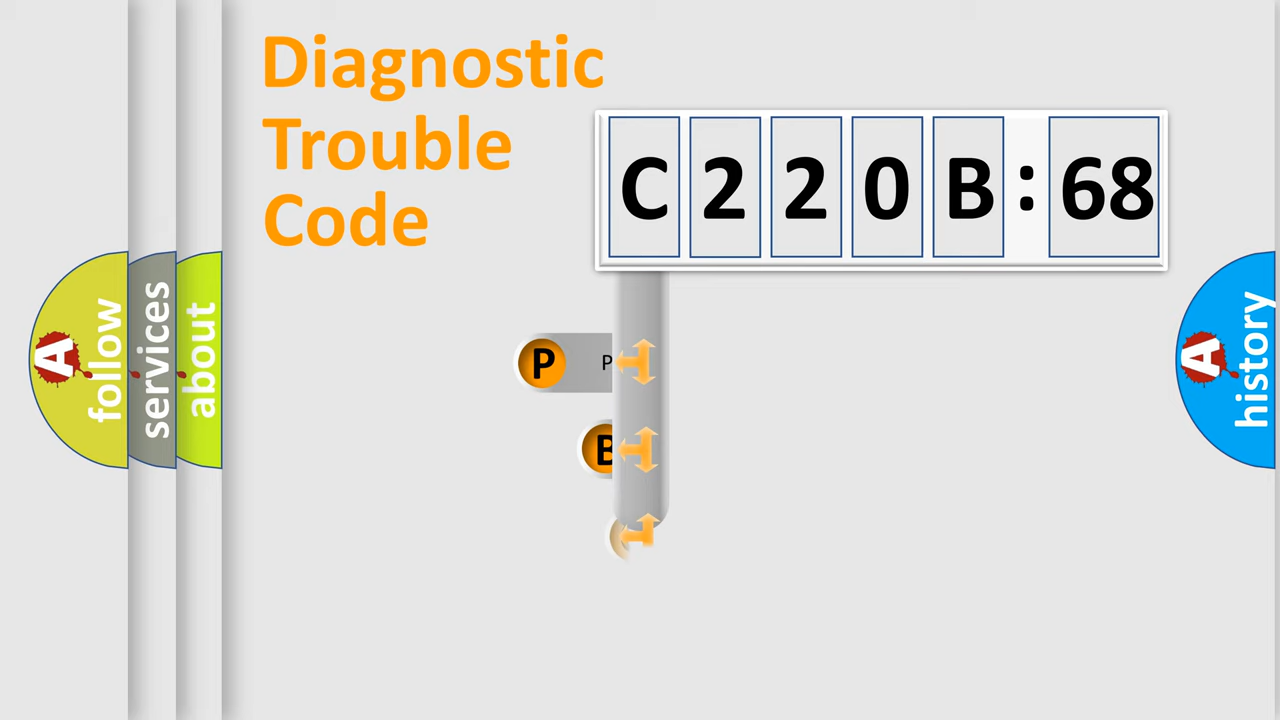 Diagnostic
Trouble
Code
C220B:68
P
P
B
A
follow
services
about
A
history